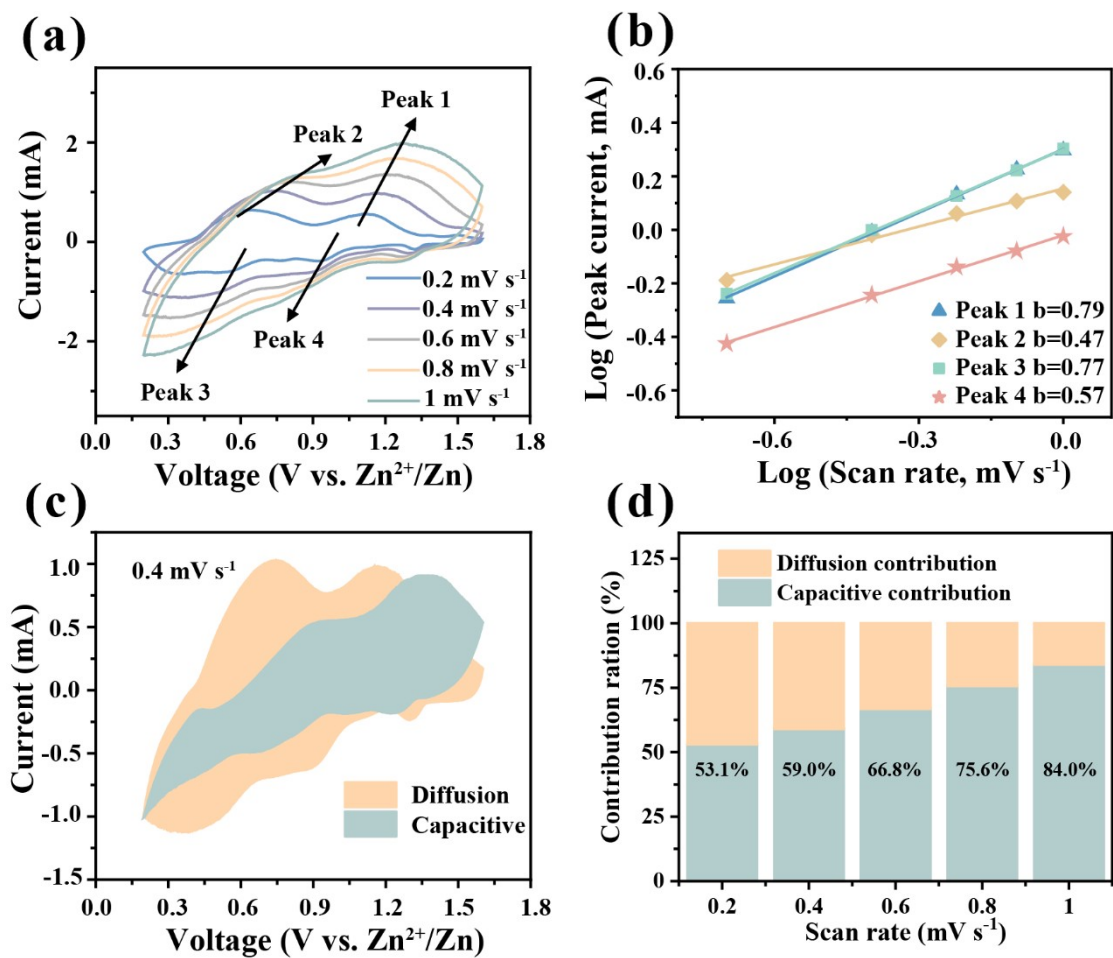 (a)
Current (mA)
2
0
-2
Peak 1
Peak 2
Peak 3
Peak 4
0.2 mV s⁻¹
0.4 mV s⁻¹
0.6 mV s⁻¹
0.8 mV s⁻¹
1 mV s⁻¹
0.0 0.3 0.6 0.9 1.2 1.5 1.8
Voltage (V vs. Zn²⁺/Zn)
(b)
Log (Peak current, mA)
0.6
0.4
0.2
0.0
-0.2
-0.4
-0.6
Peak 1 b=0.79
Peak 2 b=0.47
Peak 3 b=0.77
Peak 4 b=0.57
-0.6 -0.3 0.0
Log (Scan rate, mV s⁻¹)
(c)
0.4 mV s⁻¹
Current (mA)
1.0
0.5
0.0
-0.5
-1.0
-1.5
Diffusion
Capacitive
0.0 0.3 0.6 0.9 1.2 1.5 1.8
Voltage (V vs. Zn²⁺/Zn)
(d)
Contribution ration (%)
125
100
75
50
25
0
Diffusion contribution
Capacitive contribution
53.1% 59.0% 66.8% 75.6% 84.0%
0.2 0.4 0.6 0.8 1
Scan rate (mV s⁻¹)